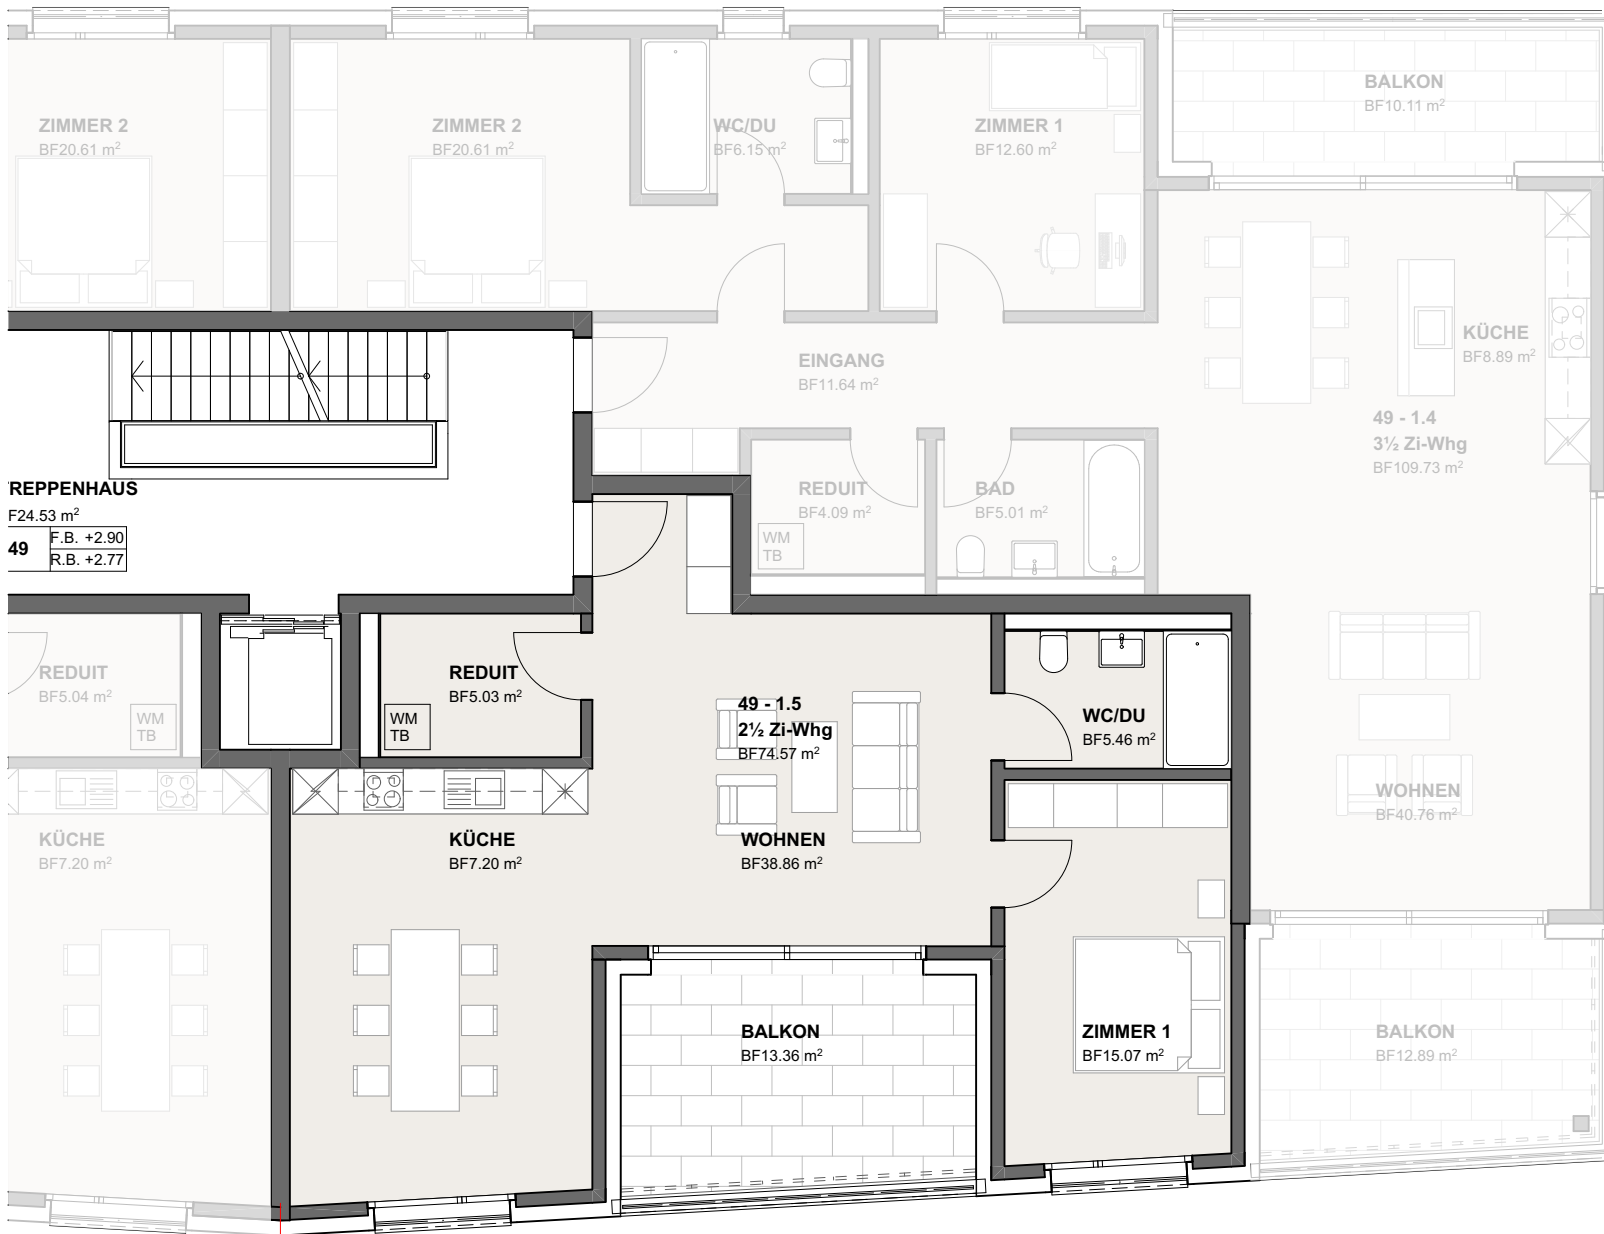 ZIMMER 2
BF20.61 m²
ZIMMER 2
BF20.61 m²
WC/DU
BF6.15 m²
ZIMMER 1
BF12.60 m²
BALKON
BF10.11 m²
EINGANG
BF11.64 m²
KÜCHE
BF8.89 m²
49 - 1.4
3½ Zi-Whg
BF109.73 m²
REDUIT
BF4.09 m²
WM
TB
BAD
BF5.01 m²
REPPENHAUS
F24.53 m²
49
F.B. +2.90
R.B. +2.77
REDUIT
BF5.04 m²
WM
TB
REDUIT
BF5.03 m²
WM
TB
49 - 1.5
2½ Zi-Whg
BF74.57 m²
WC/DU
BF5.46 m²
WOHNEN
BF40.76 m²
KÜCHE
BF7.20 m²
KÜCHE
BF7.20 m²
WOHNEN
BF38.86 m²
BALKON
BF13.36 m²
ZIMMER 1
BF15.07 m²
BALKON
BF12.89 m²